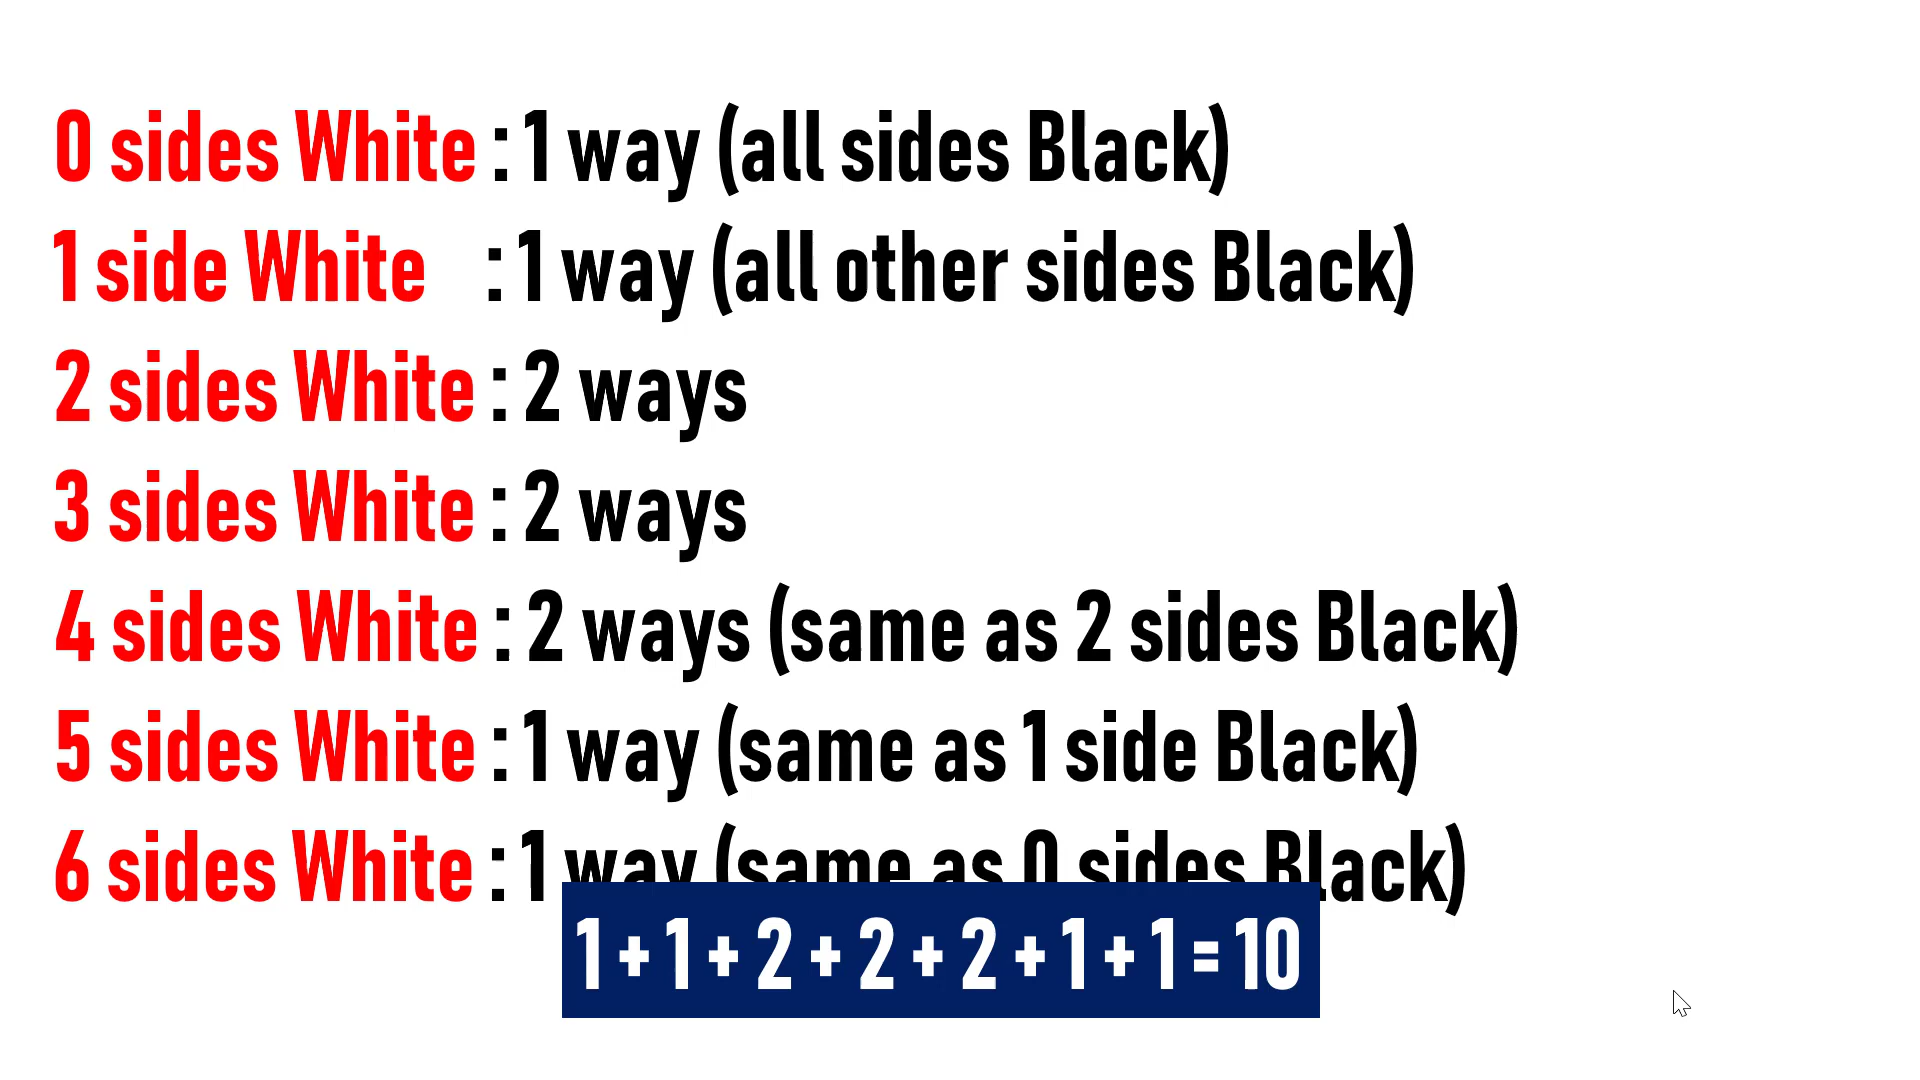 0 sides White : 1 way (all sides Black)
1 side White : 1 way (all other sides Black)
2 sides White : 2 ways
3 sides White : 2 ways
4 sides White : 2 ways (same as 2 sides Black)
5 sides White : 1 way (same as 1 side Black)
6 sides White : 1 way (same as 0 sides Black)
1 + 1 + 2 + 2 + 2 + 1 + 1 = 10